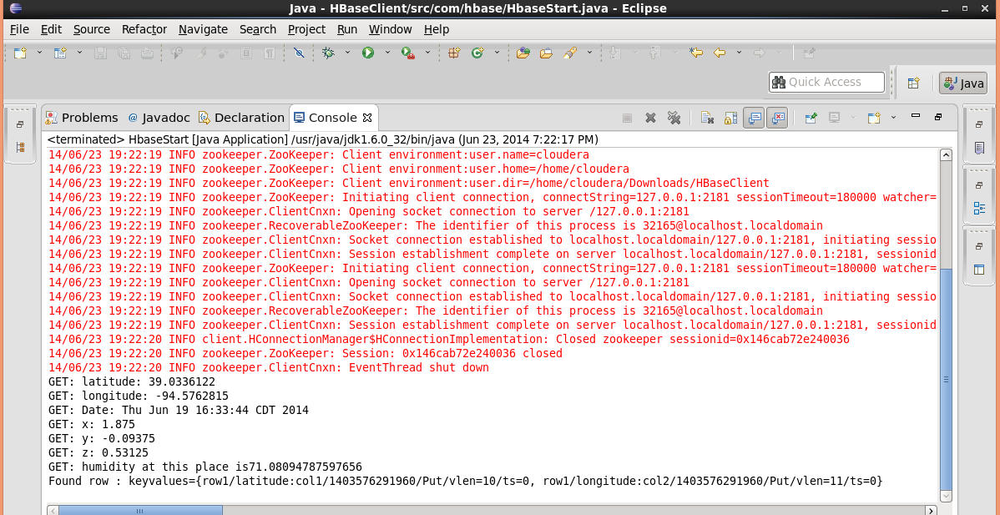 Java - HBaseClient/src/com/hbase/HbaseStart.java - Eclipse
File Edit Source Refactor Navigate Search Project Run Window Help
Quick Access
Java
Problems @ Javadoc Declaration Console
<terminated> HbaseStart [Java Application] /usr/java/jdk1.6.0_32/bin/java (Jun 23, 2014 7:22:17 PM)
14/06/23 19:22:19 INFO zookeeper.ZooKeeper: Client environment:user.name=cloudera
14/06/23 19:22:19 INFO zookeeper.ZooKeeper: Client environment:user.home=/home/cloudera
14/06/23 19:22:19 INFO zookeeper.ZooKeeper: Client environment:user.dir=/home/cloudera/Downloads/HBaseClient
14/06/23 19:22:19 INFO zookeeper.ZooKeeper: Initiating client connection, connectString=127.0.0.1:2181 sessionTimeout=180000 watcher=
14/06/23 19:22:19 INFO zookeeper.ClientCnxn: Opening socket connection to server /127.0.0.1:2181
14/06/23 19:22:19 INFO zookeeper.RecoverableZooKeeper: The identifier of this process is 32165@localhost.localdomain
14/06/23 19:22:19 INFO zookeeper.ClientCnxn: Socket connection established to localhost.localdomain/127.0.0.1:2181, initiating sessio
14/06/23 19:22:19 INFO zookeeper.ClientCnxn: Session establishment complete on server localhost.localdomain/127.0.0.1:2181, sessionid
14/06/23 19:22:19 INFO zookeeper.ZooKeeper: Initiating client connection, connectString=127.0.0.1:2181 sessionTimeout=180000 watcher=
14/06/23 19:22:19 INFO zookeeper.ClientCnxn: Opening socket connection to server /127.0.0.1:2181
14/06/23 19:22:19 INFO zookeeper.ClientCnxn: Socket connection established to localhost.localdomain/127.0.0.1:2181, initiating sessio
14/06/23 19:22:19 INFO zookeeper.RecoverableZooKeeper: The identifier of this process is 32165@localhost.localdomain
14/06/23 19:22:19 INFO zookeeper.ClientCnxn: Session establishment complete on server localhost.localdomain/127.0.0.1:2181, sessionid
14/06/23 19:22:20 INFO client.HConnectionManager$HConnectionImplementation: Closed zookeeper sessionid=0x146cab72e240036
14/06/23 19:22:20 INFO zookeeper.ZooKeeper: Session: 0x146cab72e240036 closed
14/06/23 19:22:20 INFO zookeeper.ClientCnxn: EventThread shut down
GET: latitude: 39.0336122
GET: longitude: -94.5762815
GET: Date: Thu Jun 19 16:33:44 CDT 2014
GET: x: 1.875
GET: y: -0.09375
GET: z: 0.53125
GET: humidity at this place is71.08094787597656
Found row : keyvalues={row1/latitude:col1/1403576291960/Put/vlen=10/ts=0, row1/longitude:col2/1403576291960/Put/vlen=11/ts=0}